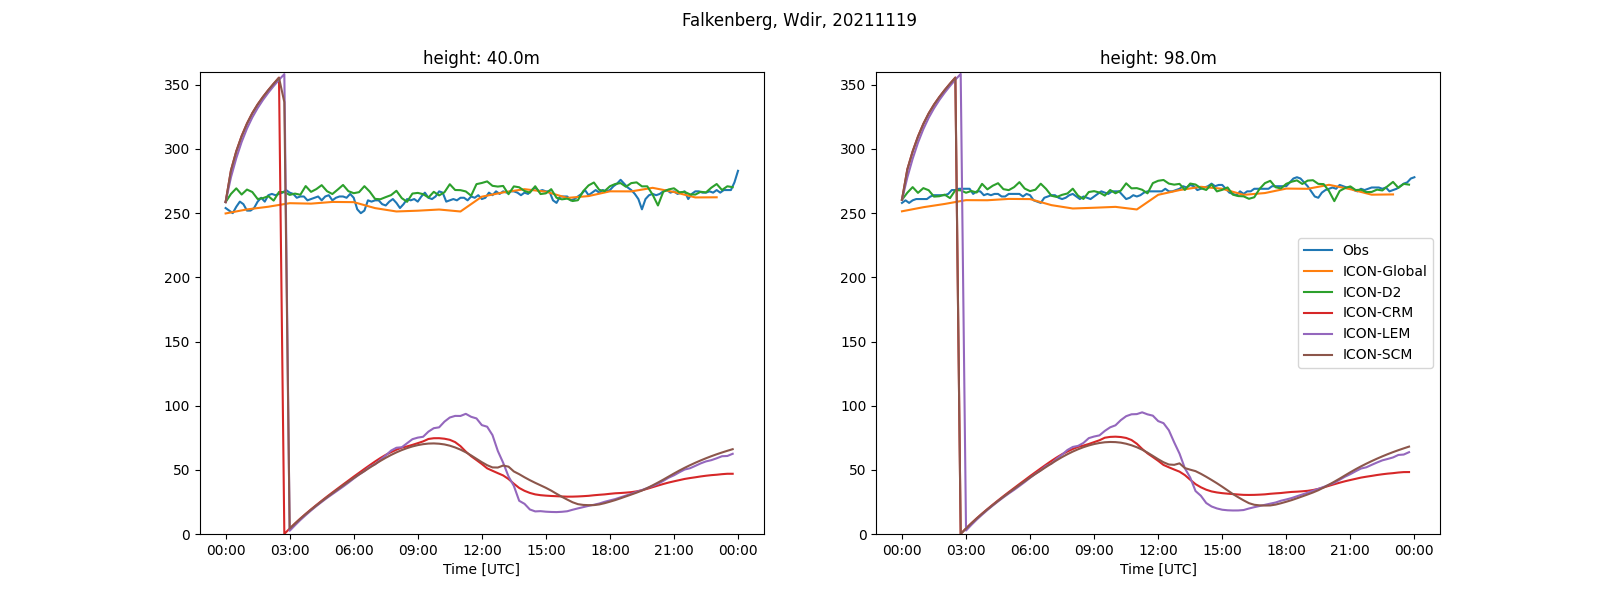 Falkenberg, Wdir, 20211119
height: 40.0m
350
300
250
200
150
100
50
0
00:00 03:00 06:00 09:00 12:00 15:00 18:00 21:00 00:00
Time [UTC]
height: 98.0m
350
300
250
200
150
100
50
0
Obs
ICON-Global
ICON-D2
ICON-CRM
ICON-LEM
ICON-SCM
00:00 03:00 06:00 09:00 12:00 15:00 18:00 21:00 00:00
Time [UTC]